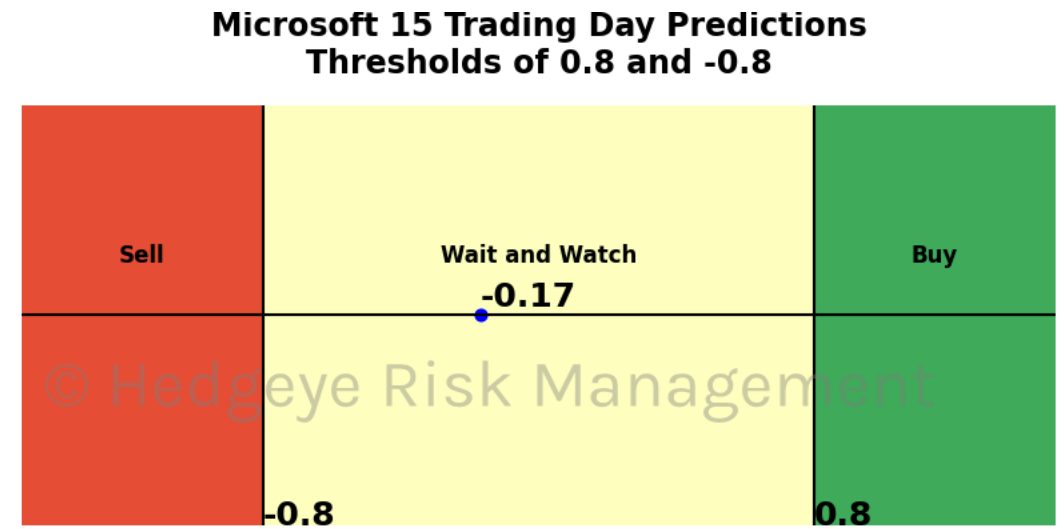 Microsoft 15 Trading Day Predictions
Thresholds of 0.8 and -0.8
Sell
Wait and Watch
Buy
-0.17
© Hedgeye Risk Management
-0.8
0.8